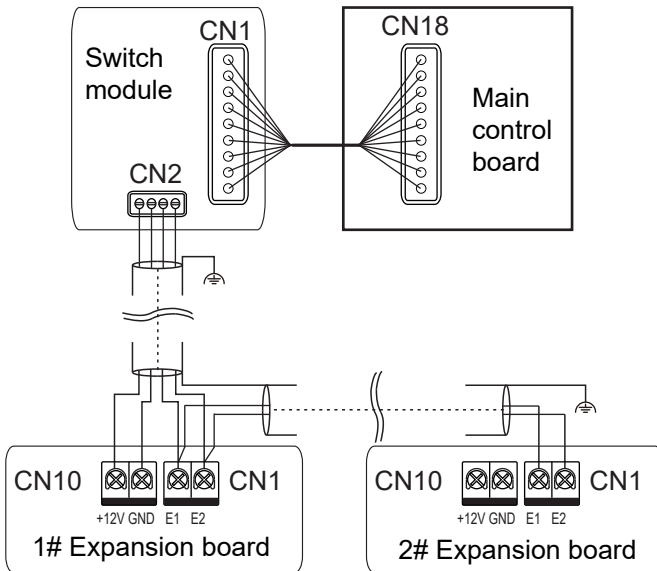 CN1
CN18
Switch
module
Main
control
board
CN2
CN10
CN1
+12V GND E1 E2
1# Expansion board
CN10
CN1
+12V GND E1 E2
2# Expansion board